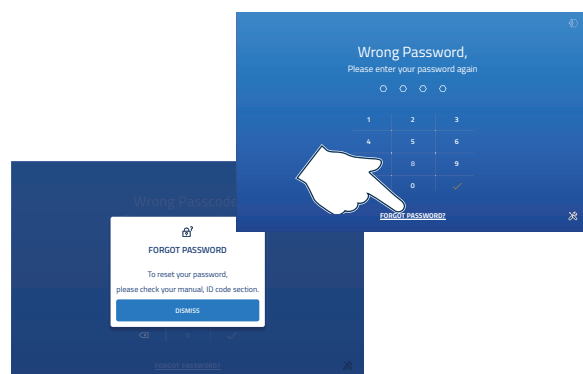 Wrong Password,
Please enter your password again
1 2 3
4 5 6
8 9
0
FORGOT PASSWORD?
Wrong Passcode
FORGOT PASSWORD
To reset your password,
please check your manual, ID code section.
DISMISS
FORGOT PASSWORD?